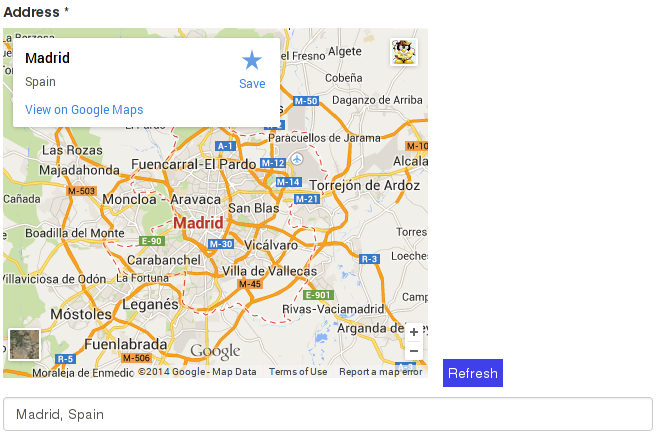 Address *
Madrid
Spain
Save
View on Google Maps
del Fresno
Algete
Cobeña
Daganzo de Arriba
M-50
Paracuellos de Jarama
A-1
M-10
Las Rozas
Majadahonda
Fuencarral-El Pardo
M-12
Alcala
M-14
Torrejón de Ardoz
M-503
Cañada
Moncloa - Aravaca
M-21
San Blas
Madrid
Boadilla del Monte
E-90
M-30
Vicálvaro
Torres
R-3
Loeches
Carabanchel
Villa de Vallecas
Villaviciosa de Odón
La Fortuna
M-45
Camp
Leganés
E-901
Rivas-Vaciamadrid
Móstoles
Arganda del Rey
+
Fuenlabrada
Google
−
R-5
M-506
Moraleja de Enmedio
©2014 Google - Map Data
Terms of Use
Report a map error
Refresh
Madrid, Spain